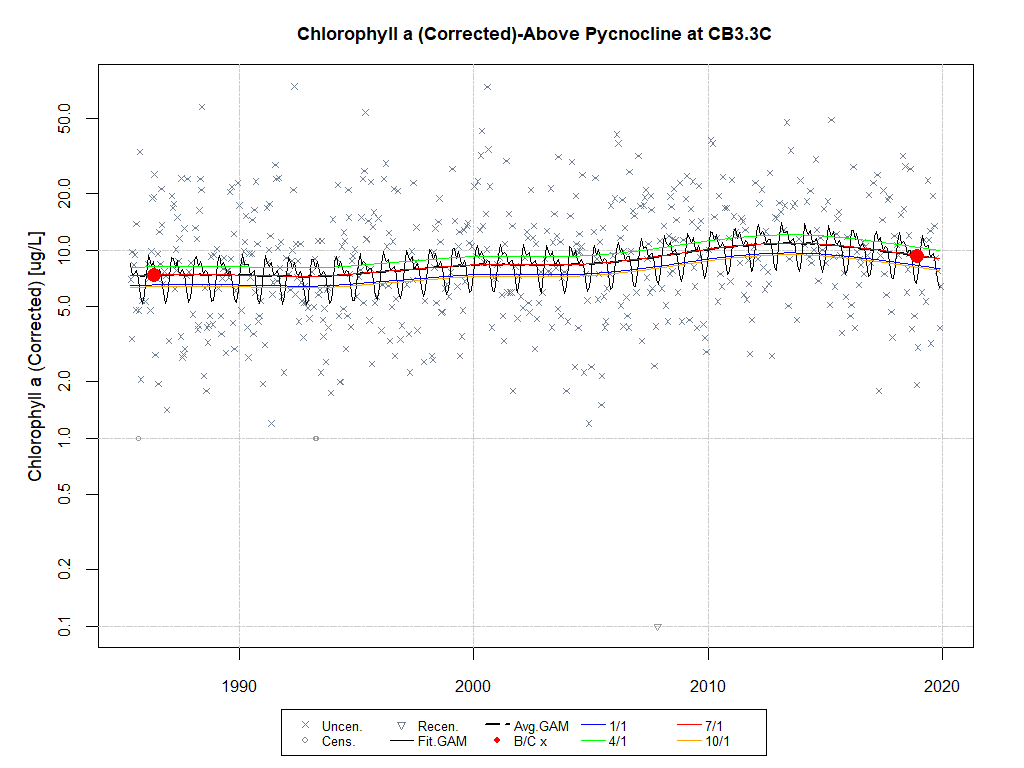 Chlorophyll a (Corrected)-Above Pycnocline at CB3.3C
Chlorophyll a (Corrected) [ug/L]
50.0
20.0
10.0
5.0
2.0
1.0
0.5
0.2
0.1
1990 2000 2010 2020
Uncen. Recen. Avg.GAM 1/1 7/1
Cens. Fit.GAM B/C x 4/1 10/1